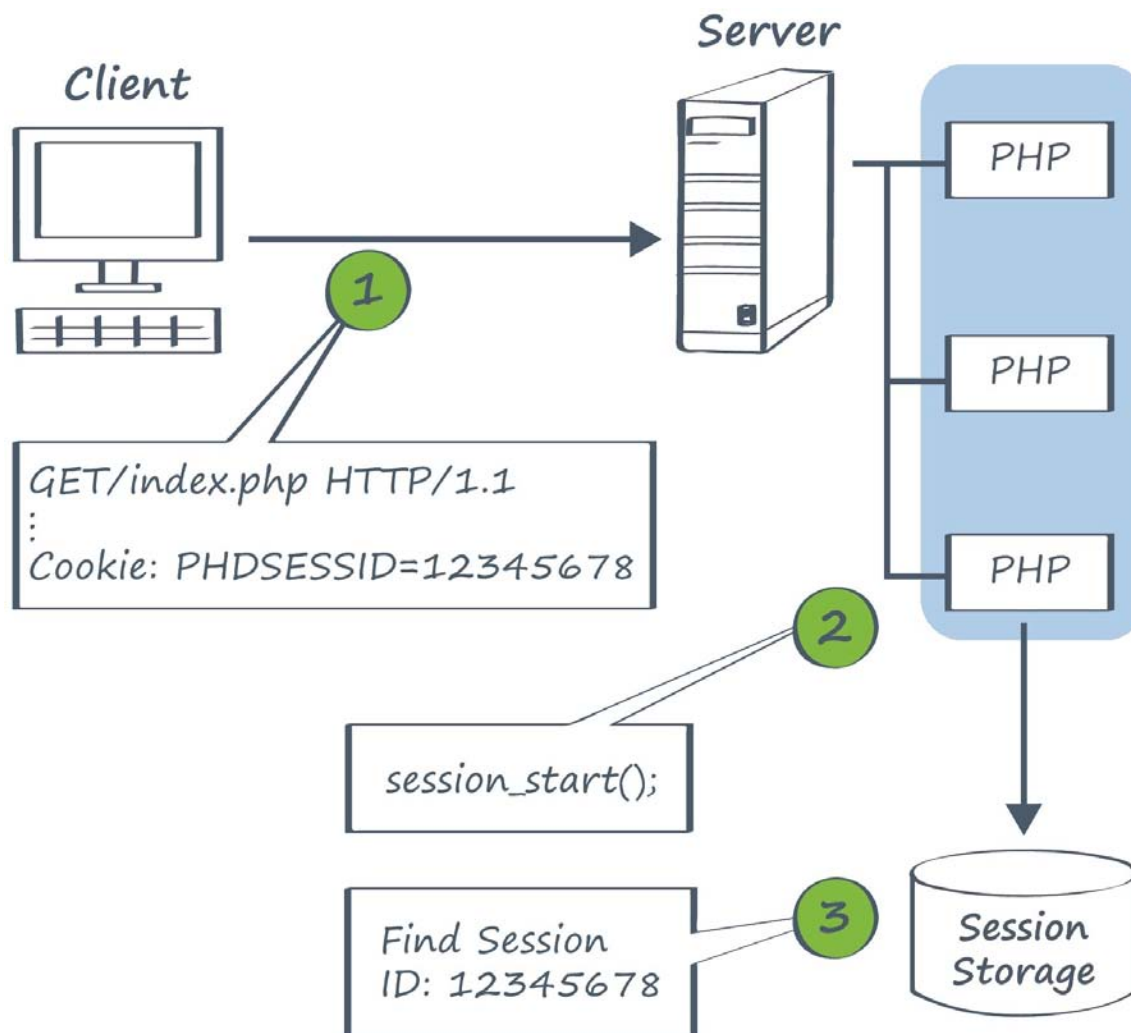 Client
Server
PHP
PHP
PHP
1
GET/index.php HTTP/1.1
:
Cookie: PHDSESSID=12345678
2
session_start();
3
Find Session
ID: 12345678
Session
Storage